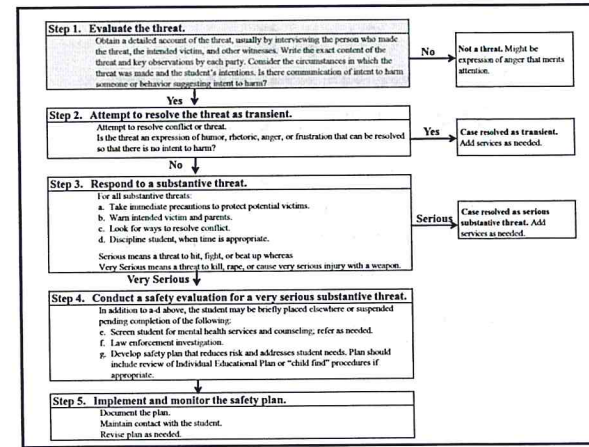 Step 1. Evaluate the threat.
Obtain a detailed account of the threat, usually by interviewing the person who made
the threat, the intended victim, and other witnesses. Write the exact content of the
threat and key observations by each party. Consider the circumstances in which the
threat was made and the student's intentions. Is there communication of intent to harm
someone or behavior suggesting intent to harm?
No
Not a threat. Might be
expression of anger that merits
attention.
Yes
Step 2. Attempt to resolve the threat as transient.
Attempt to resolve conflict or threat.
Is the threat an expression of humor, rhetoric, anger, or frustration that can be resolved
so that there is no intent to harm?
Yes
Case resolved as transient.
Add services as needed.
No
Step 3. Respond to a substantive threat.
For all substantive threats:
a. Take immediate precautions to protect potential victims.
b. Warn intended victim and parents.
c. Look for ways to resolve conflict.
d. Discipline student, when time is appropriate.
Serious means a threat to hit, fight, or beat up whereas
Very Serious means a threat to kill, rape, or cause very serious injury with a weapon.
Serious
Case resolved as serious
substantive threat. Add
services as needed.
Very Serious
Step 4. Conduct a safety evaluation for a very serious substantive threat.
In addition to a-d above, the student may be briefly placed elsewhere or suspended
pending completion of the following:
e. Screen student for mental health services and counseling; refer as needed.
f. Law enforcement investigation.
g. Develop safety plan that reduces risk and addresses student needs. Plan should
include review of Individual Educational Plan or "child find" procedures if
appropriate.
Step 5. Implement and monitor the safety plan.
Document the plan.
Maintain contact with the student.
Revise plan as needed.